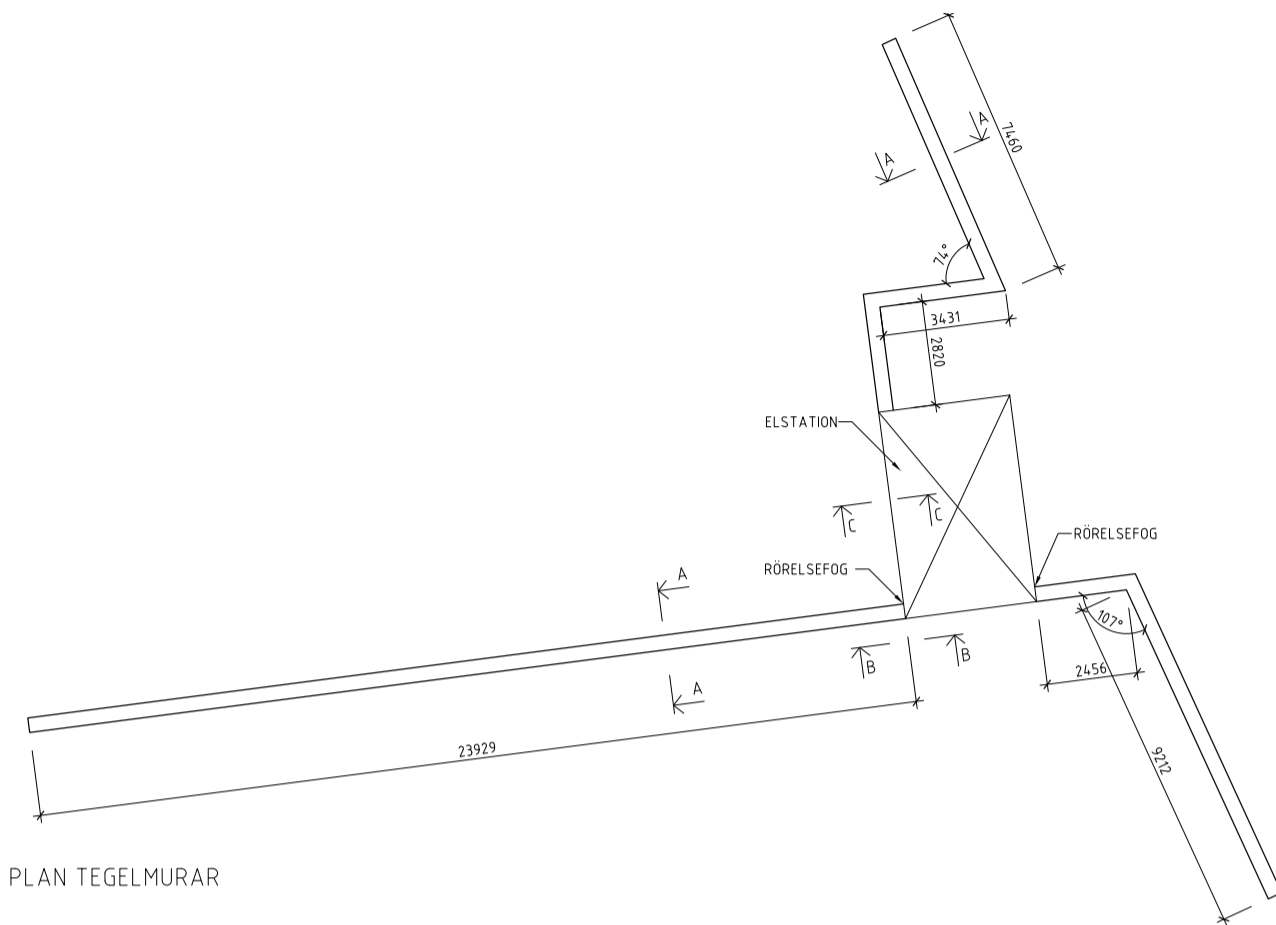 A
7460
A
74°
3431
2820
ELSTATION
C
C
RÖRELSEFOG
RÖRELSEFOG
A
107°
B
B
2456
A
23929
9212
PLAN TEGELMURAR